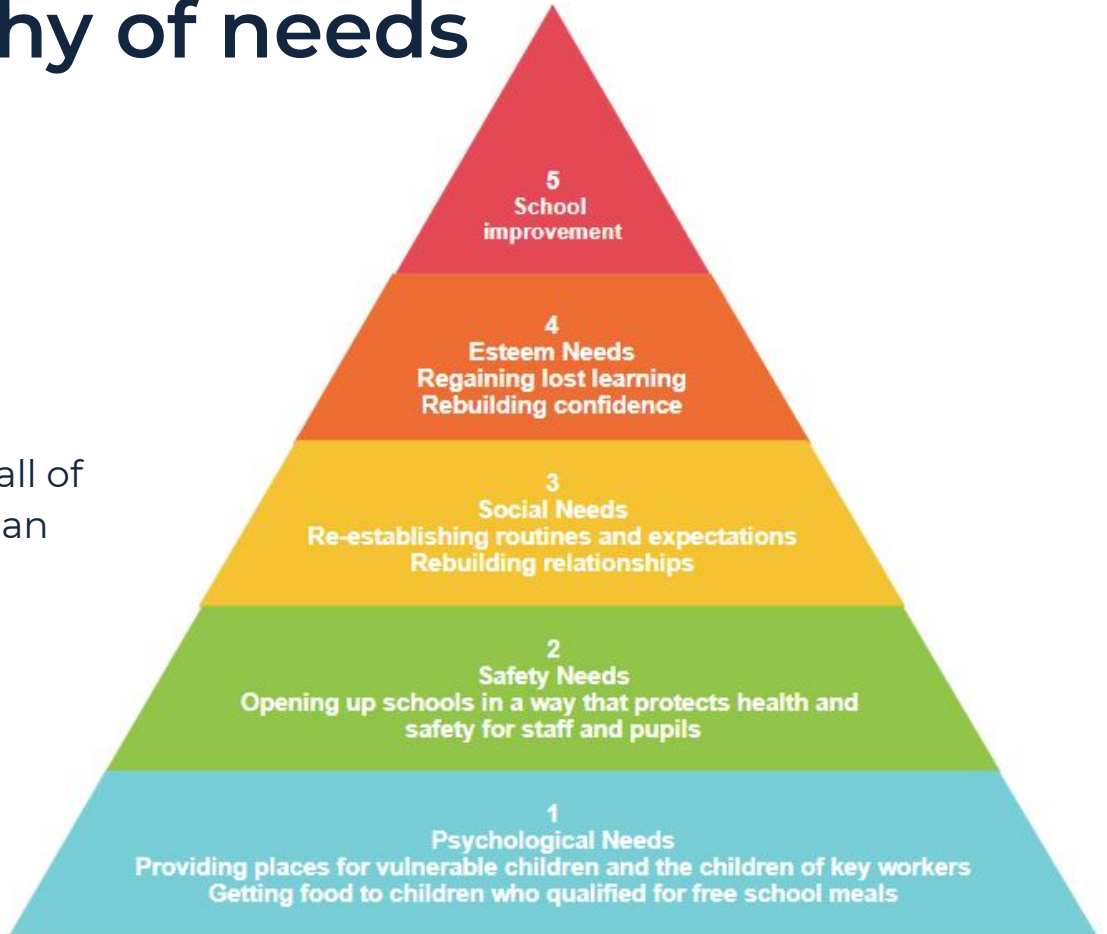 hy of needs
5
School
improvement
4
Esteem Needs
Regaining lost learning
Rebuilding confidence
all of
an
3
Social Needs
Re-establishing routines and expectations
Rebuilding relationships
2
Safety Needs
Opening up schools in a way that protects health and
safety for staff and pupils
1
Psychological Needs
Providing places for vulnerable children and the children of key workers
Getting food to children who qualified for free school meals